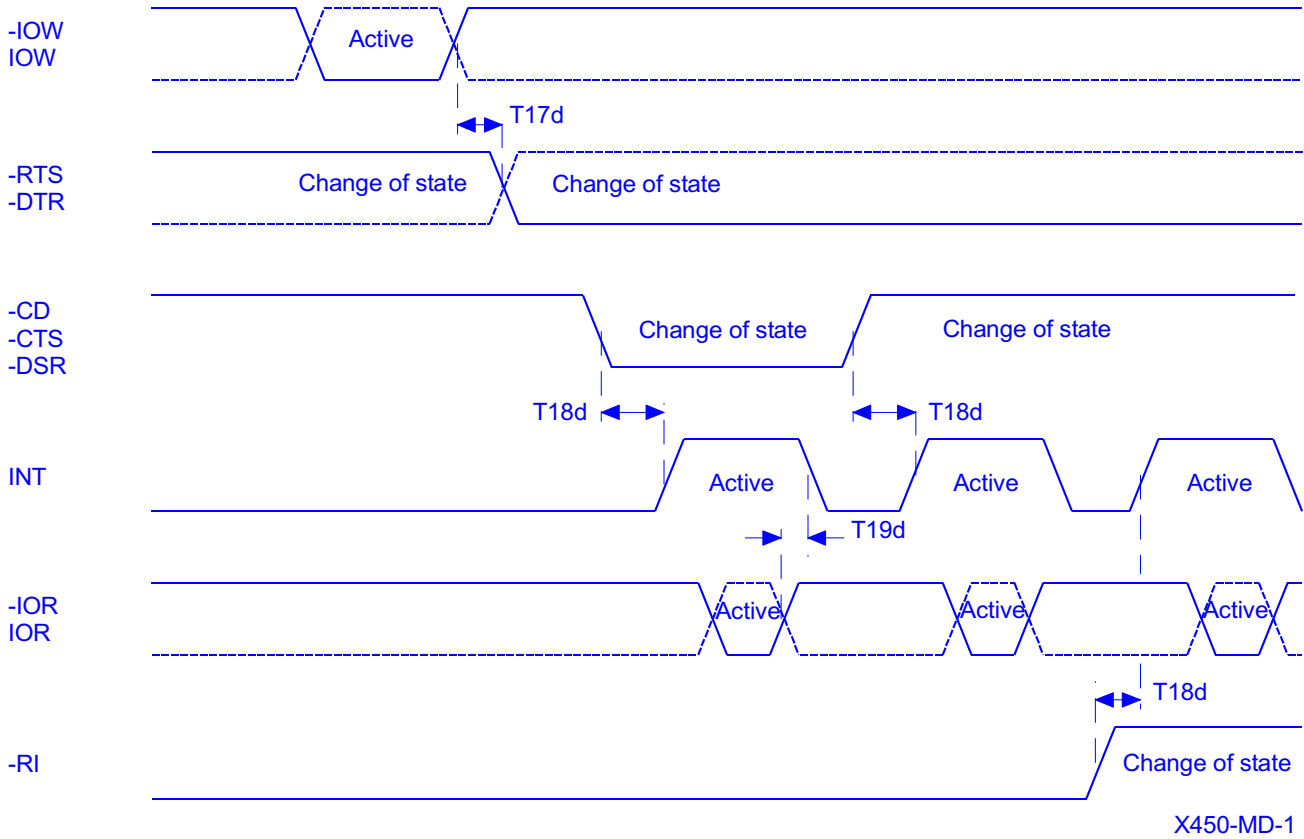 -IOW
IOW
Active
T17d
-RTS
-DTR
Change of state
Change of state
-CD
-CTS
-DSR
Change of state
Change of state
T18d
T18d
INT
Active
Active
Active
T19d
-IOR
IOR
Active
Active
Active
T18d
-RI
Change of state
X450-MD-1